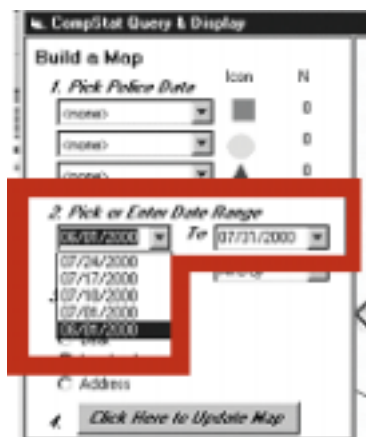 CompStat Query & Display
Build a Map
Icon N
1. Pick Police Data
<none> 0
<none> 0
<none> 0
2. Pick or Enter Date Range
06/01/2000 To 07/31/2000
07/24/2000
07/17/2000
07/10/2000
07/01/2000
06/01/2000
Address
4. Click Here to Update Map